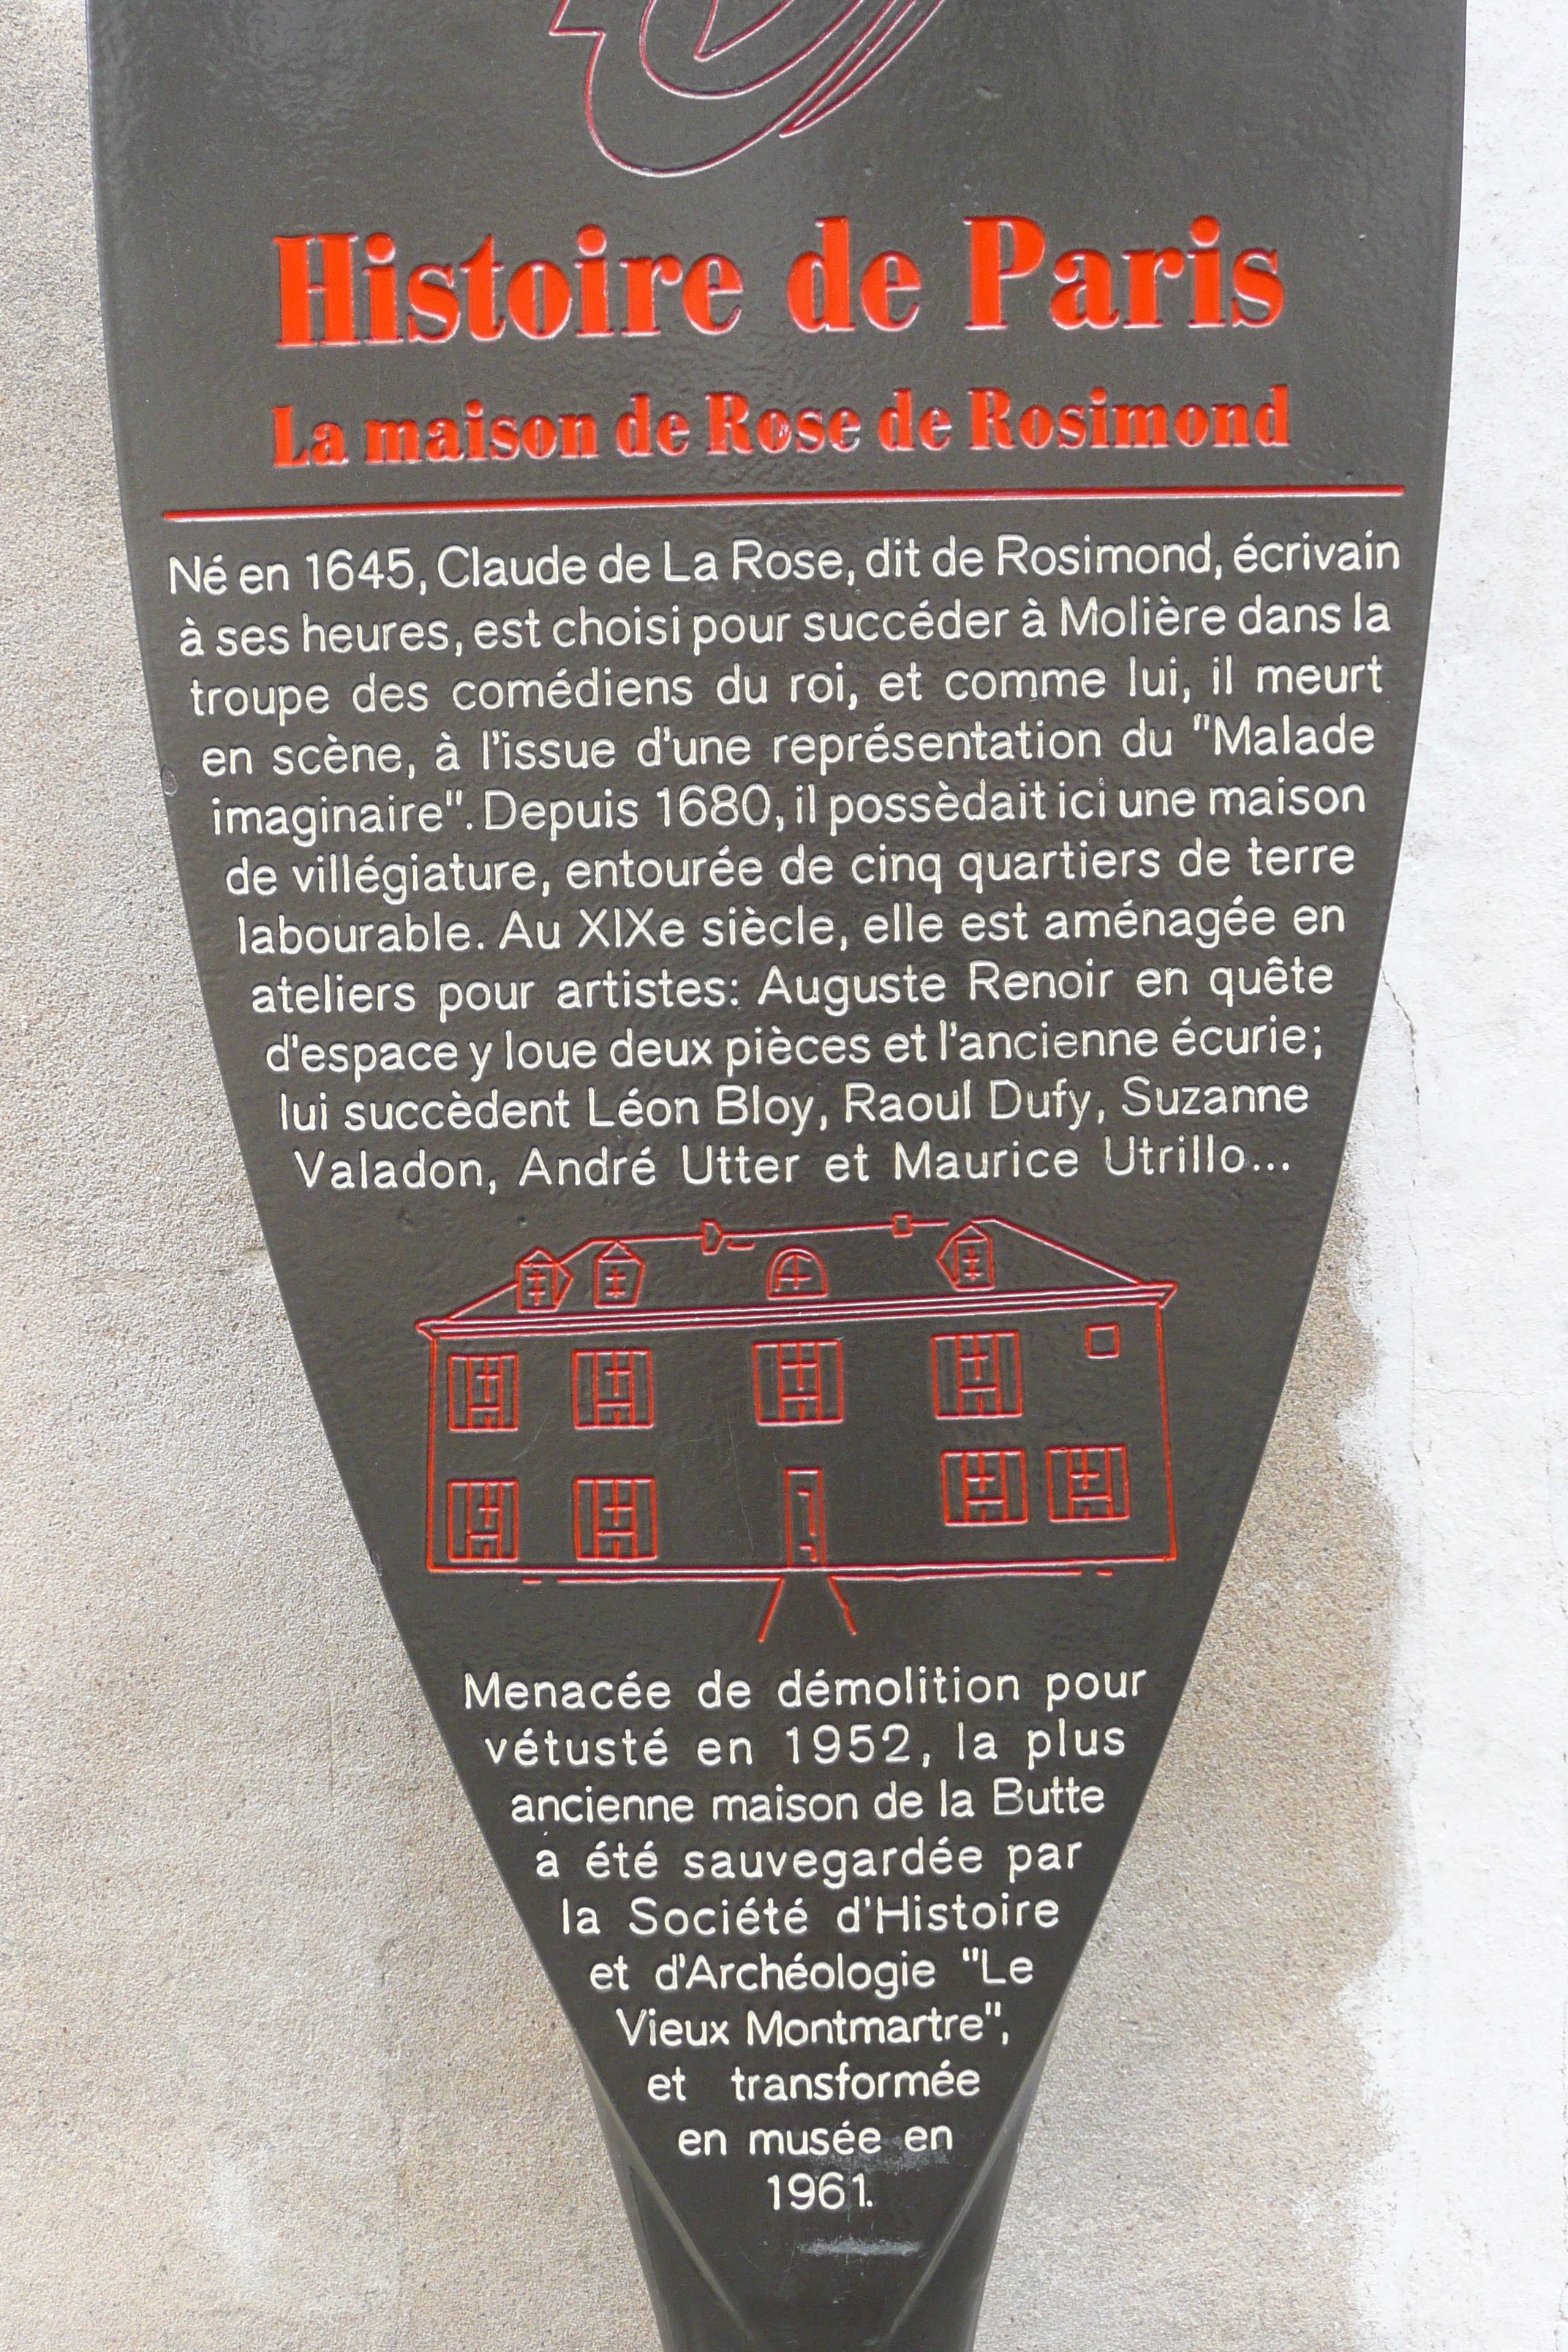 Histoire de Paris
La maison de Rose de Rosimond
Né en 1645, Claude de La Rose, dit de Rosimond, écrivain
à ses heures, est choisi pour succéder à Molière dans la
troupe des comédiens du roi, et comme lui, il meurt
en scène, à l'issue d'une représentation du "Malade
imaginaire". Depuis 1680, il possèdait ici une maison
de villégiature, entourée de cinq quartiers de terre
labourable. Au XIXe siècle, elle est aménagée en
ateliers pour artistes: Auguste Renoir en quête
d'espace y loue deux pièces et l'ancienne écurie;
lui succèdent Léon Bloy, Raoul Dufy, Suzanne
Valadon, André Utter et Maurice Utrillo...
Menacée de démolition pour
vétusté en 1952, la plus
ancienne maison de la Butte
a été sauvegardée par
la Société d'Histoire
et d'Archéologie "Le
Vieux Montmartre",
et transformée
en musée en
1961.